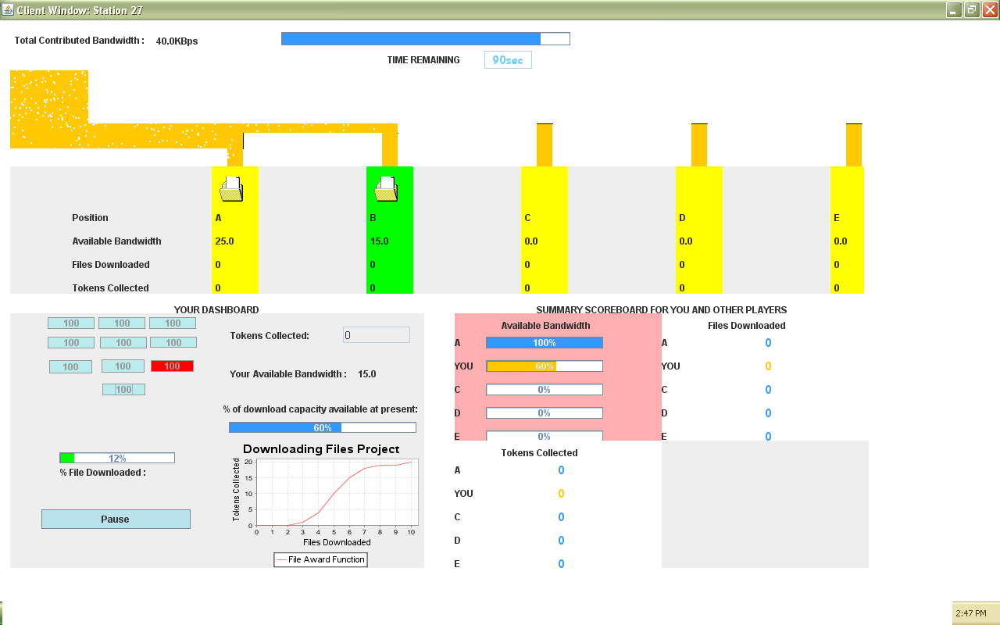 Client Window: Station 27
Total Contributed Bandwidth : 40.0KBps
TIME REMAINING 90sec
Position A B C D E
Available Bandwidth 25.0 15.0 0.0 0.0 0.0
Files Downloaded 0 0 0 0 0
Tokens Collected 0 0 0 0 0
YOUR DASHBOARD
100 100 100
100 100 100
100 100 100
100
Tokens Collected: 0
Your Available Bandwidth : 15.0
% of download capacity available at present:
60%
12%
% File Downloaded :
Pause
Downloading Files Project
Tokens Collected
20
15
10
5
0
0 1 2 3 4 5 6 7 8 9 10
Files Downloaded
File Award Function
SUMMARY SCOREBOARD FOR YOU AND OTHER PLAYERS
Available Bandwidth
A 100%
YOU 60%
C 0%
D 0%
E 0%
Files Downloaded
A 0
YOU 0
C 0
D 0
E 0
Tokens Collected
A 0
YOU 0
C 0
D 0
E 0
2:47 PM